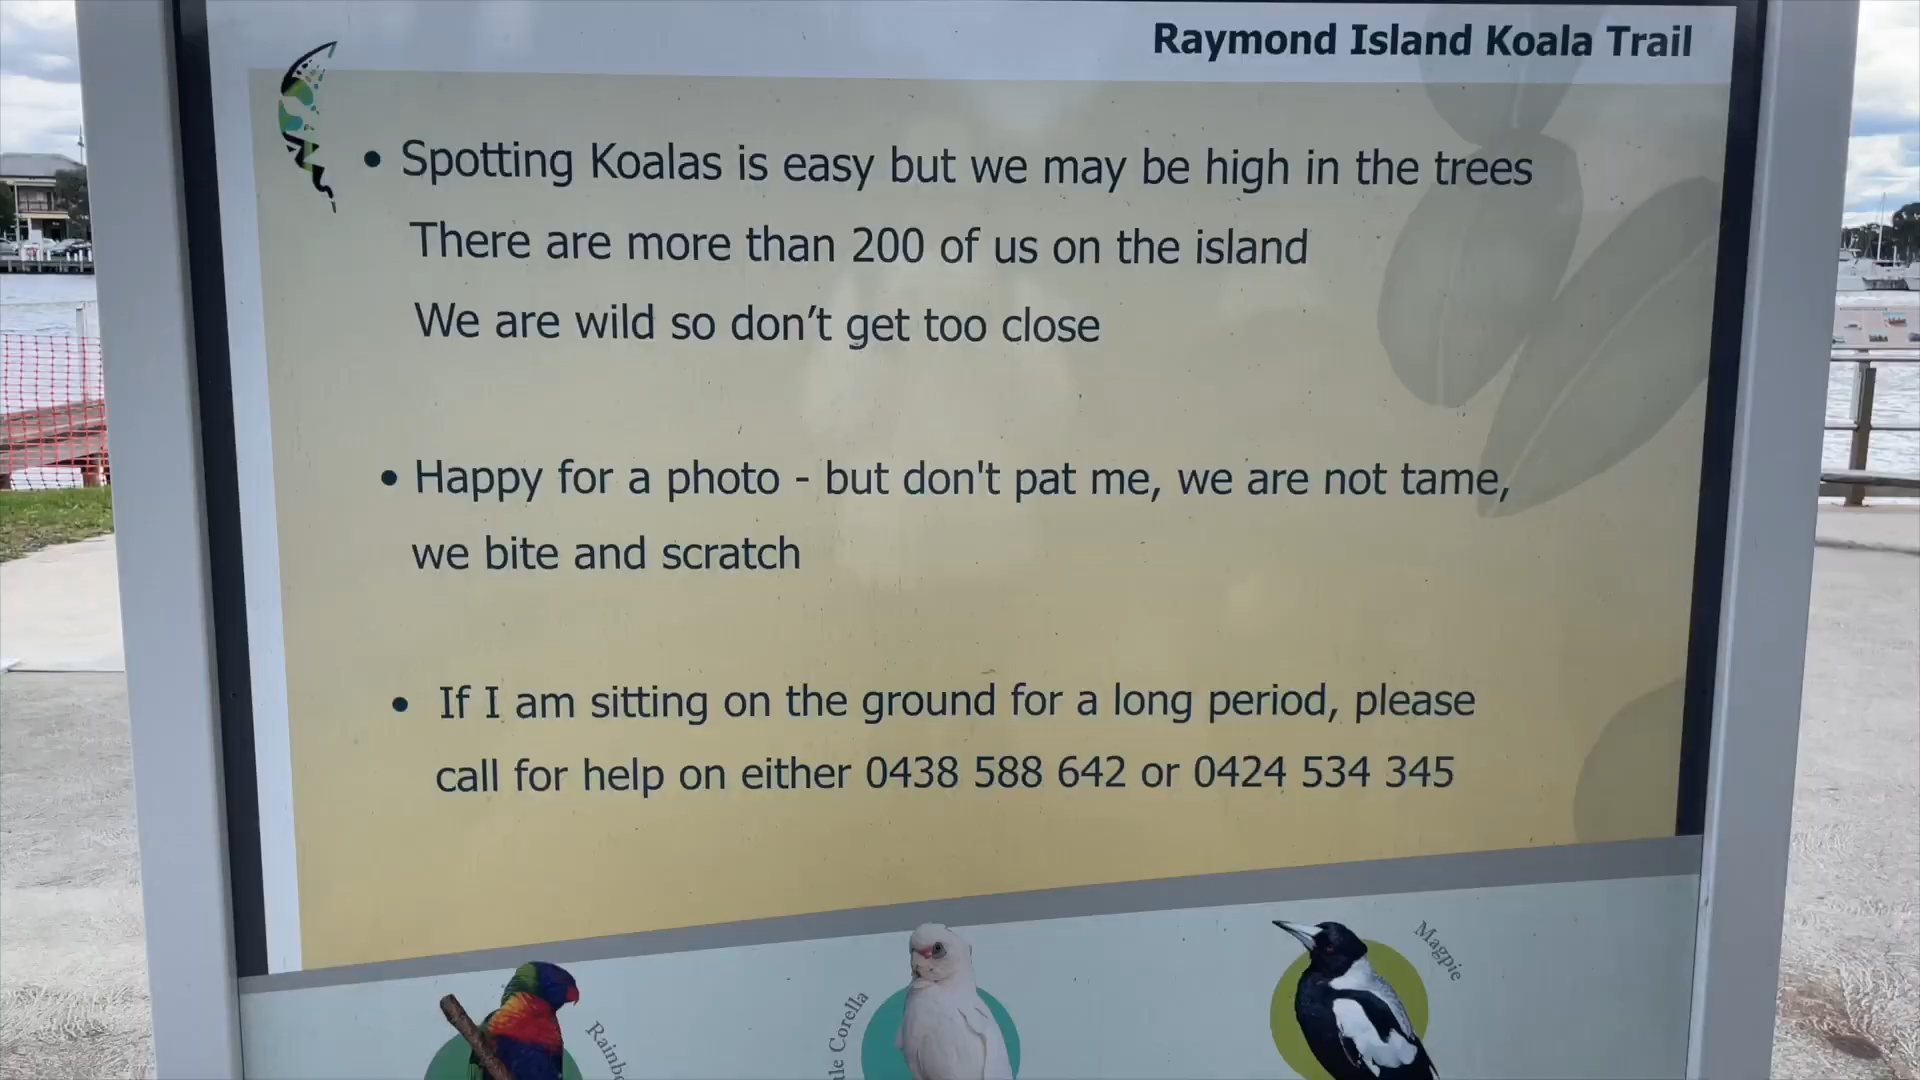 Raymond Island Koala Trail
• Spotting Koalas is easy but we may be high in the trees
There are more than 200 of us on the island
We are wild so don’t get too close
• Happy for a photo - but don't pat me, we are not tame,
we bite and scratch
• If I am sitting on the ground for a long period, please
call for help on either 0438 588 642 or 0424 534 345
Corella
Magpie